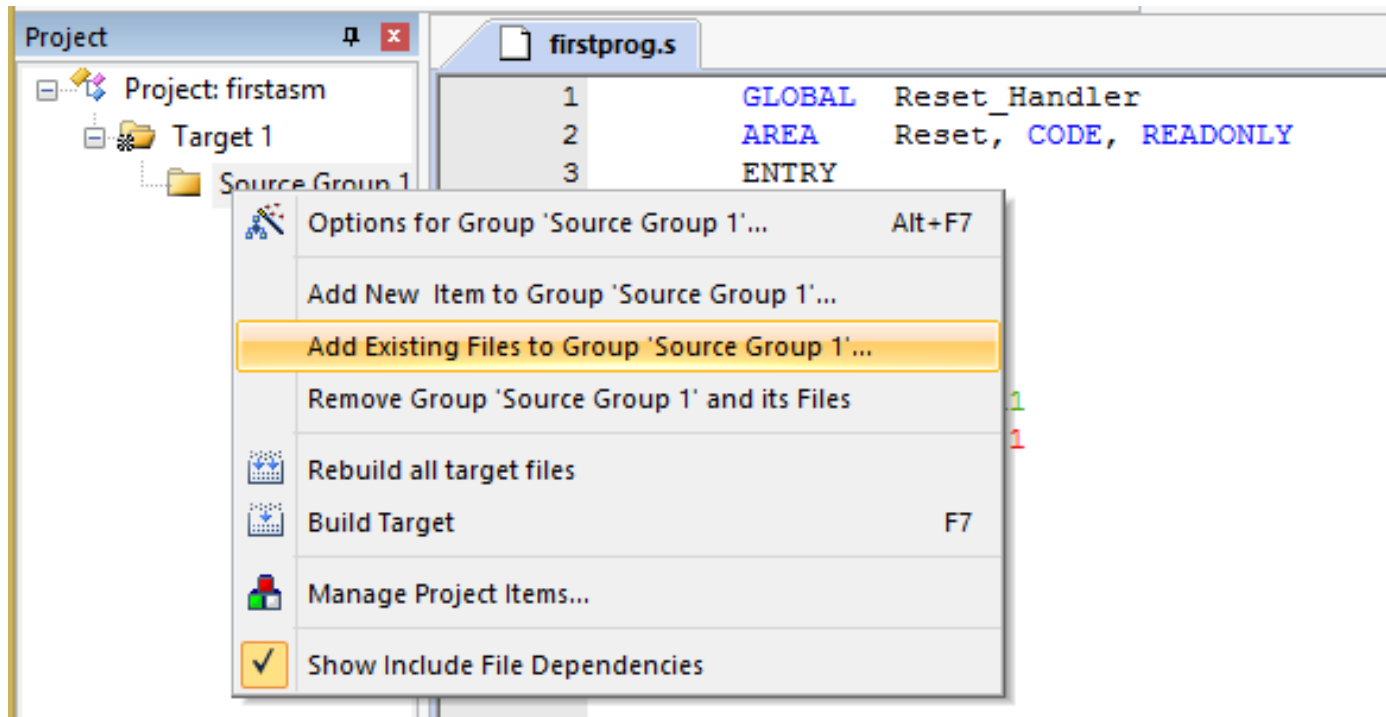 Project
firstprog.s
Project: firstasm
Target 1
Source Group 1
1 GLOBAL Reset_Handler
2 AREA Reset, CODE, READONLY
3 ENTRY
Options for Group 'Source Group 1'... Alt+F7
Add New Item to Group 'Source Group 1'...
Add Existing Files to Group 'Source Group 1'...
Remove Group 'Source Group 1' and its Files
1
1
Rebuild all target files
Build Target F7
Manage Project Items...
Show Include File Dependencies